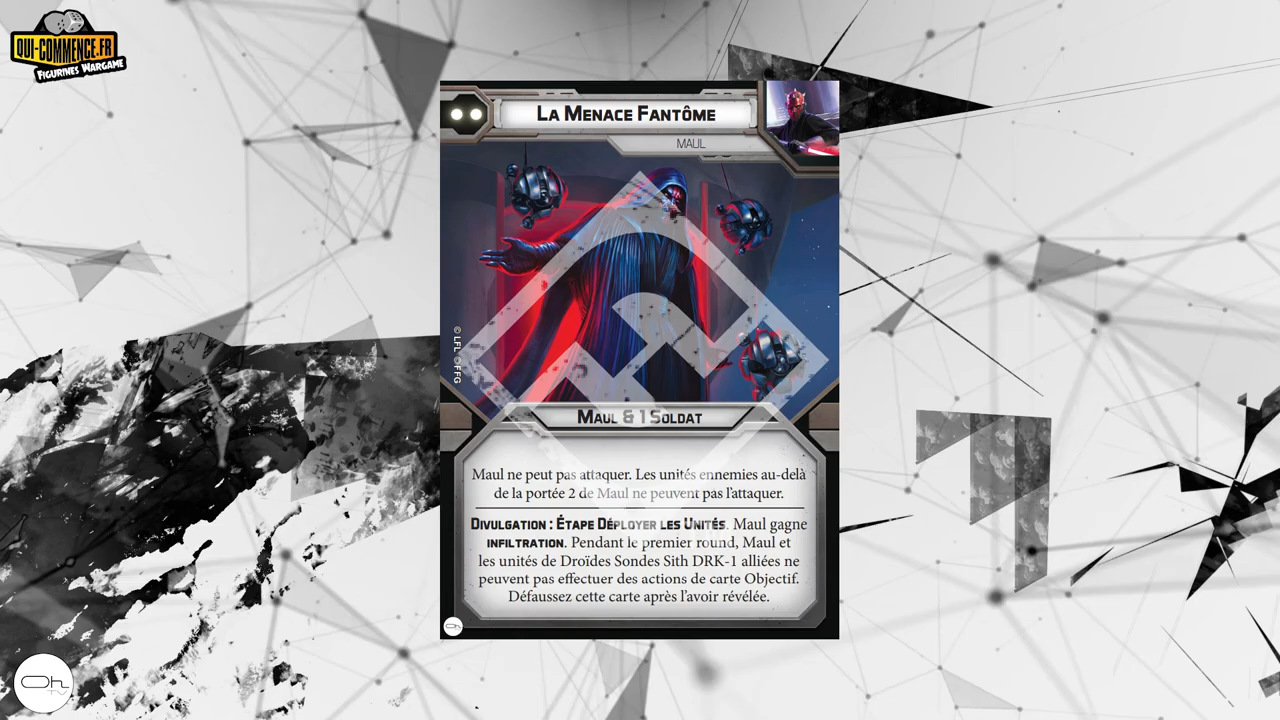 QUI-COMMENCE.FR
FIGURINES WARGAME
LA MENACE FANTÔME
MAUL
© LFL © FFG
MAUL & 1 SOLDAT
Maul ne peut pas attaquer. Les unités ennemies au-delà
de la portée 2 de Maul ne peuvent pas l'attaquer.
DIVULGATION : ÉTAPE DÉPLOYER LES UNITÉS. Maul gagne
INFILTRATION. Pendant le premier round, Maul et
les unités de Droïdes Sondes Sith DRK-1 alliées ne
peuvent pas effectuer des actions de carte Objectif.
Défaussez cette carte après l'avoir révélée.
Oh
TV